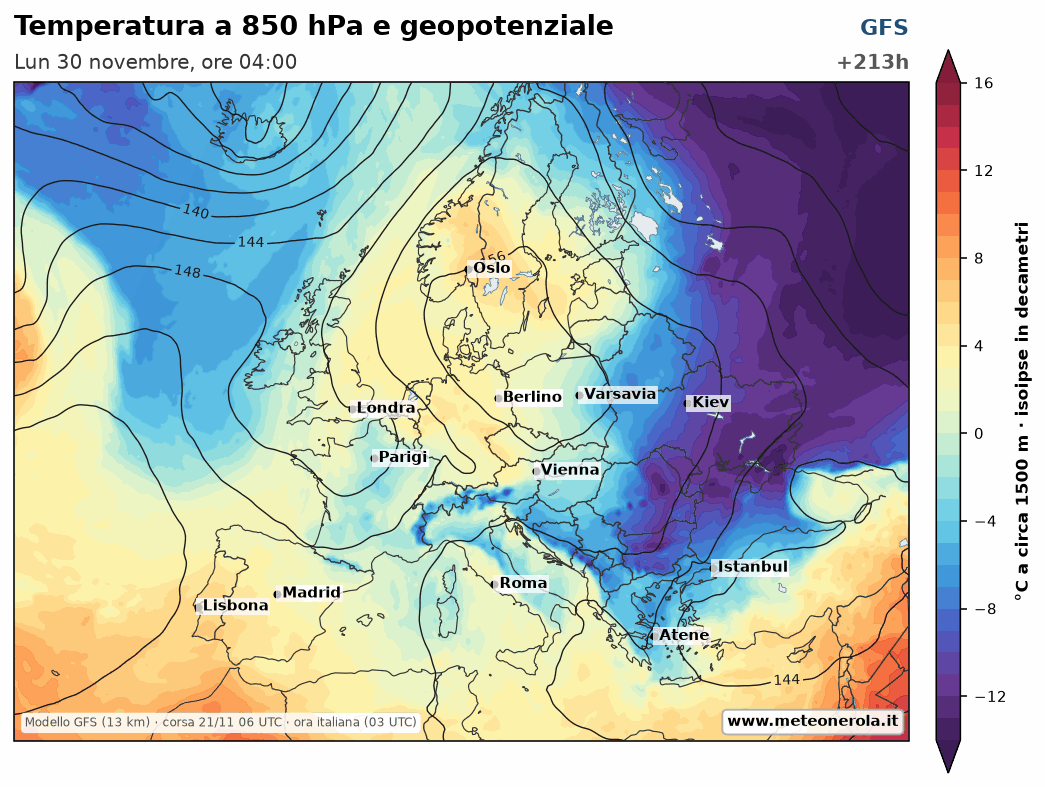 Temperatura a 850 hPa e geopotenziale
GFS
Lun 30 novembre, ore 04:00
+213h
140
144
148
56
Oslo
Londra
Berlino
Varsavia
Kiev
Parigi
Vienna
Istanbul
Roma
Madrid
Lisbona
Atene
144
Modello GFS (13 km) · corsa 21/11 06 UTC · ora italiana (03 UTC)
www.meteonerola.it
16
12
8
4
0
−4
−8
−12
°C a circa 1500 m · isoipse in decametri